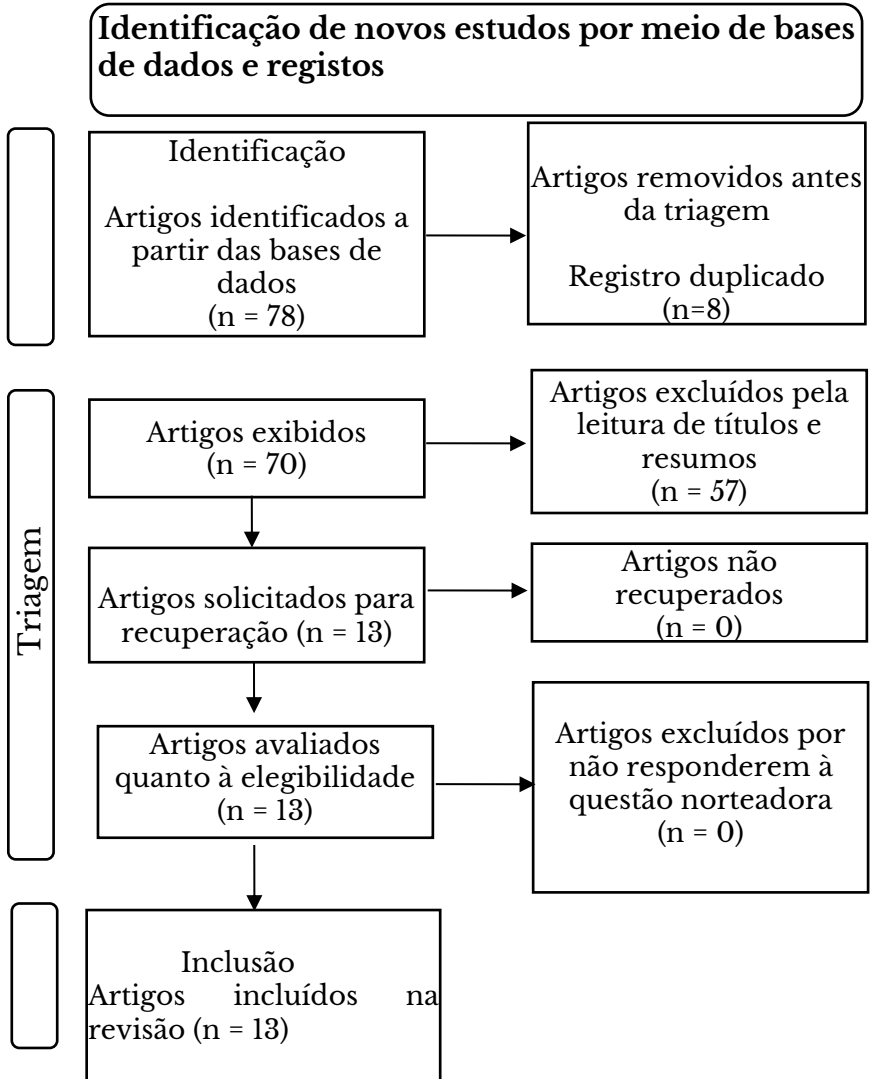 Identificação de novos estudos por meio de bases
de dados e registos
Identificação
Artigos identificados a
partir das bases de
dados
(n = 78)
Artigos removidos antes
da triagem
Registro duplicado
(n=8)
Triagem
Artigos exibidos
(n = 70)
Artigos excluídos pela
leitura de títulos e
resumos
(n = 57)
Artigos solicitados para
recuperação (n = 13)
Artigos não
recuperados
(n = 0)
Artigos avaliados
quanto à elegibilidade
(n = 13)
Artigos excluídos por
não responderem à
questão norteadora
(n = 0)
Inclusão
Artigos incluídos na
revisão (n = 13)